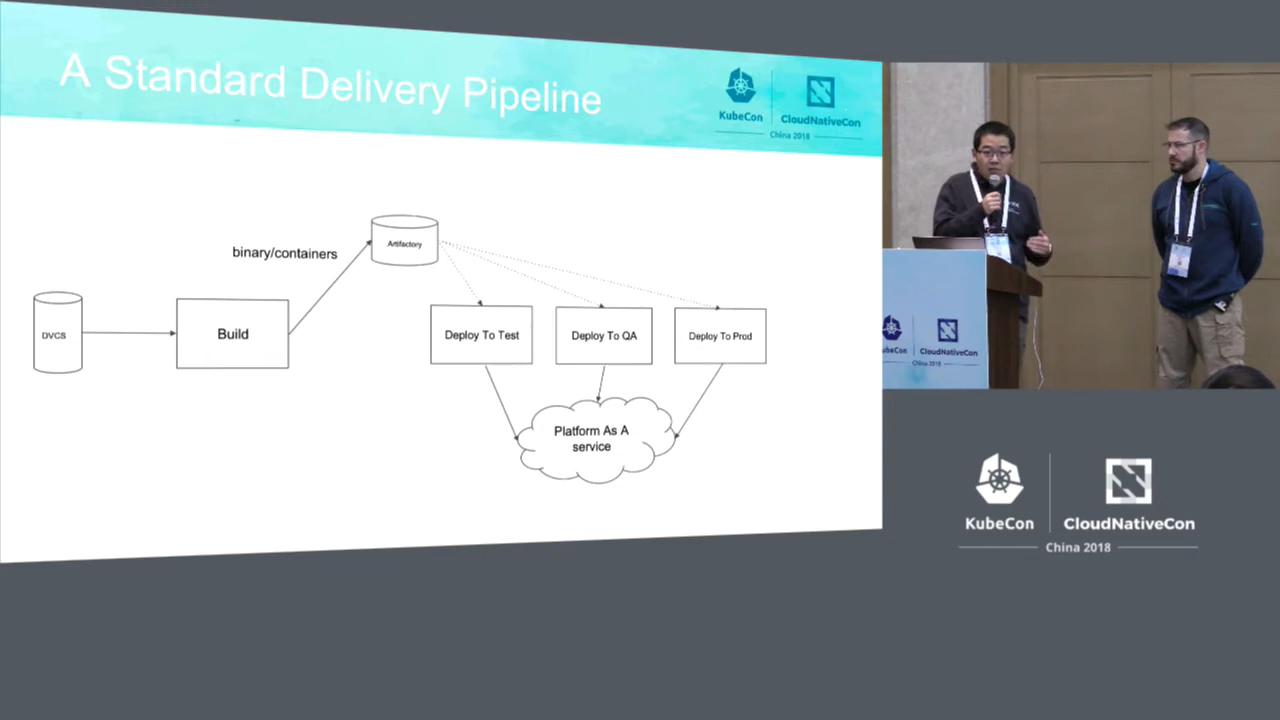 A Standard Delivery Pipeline
KubeCon
CloudNativeCon
China 2018
binary/containers
Artifactory
DVCS
Build
Deploy To Test
Deploy To QA
Deploy To Prod
Platform As A
service
CloudNativeCon
China 2018
KubeCon
CloudNativeCon
China 2018